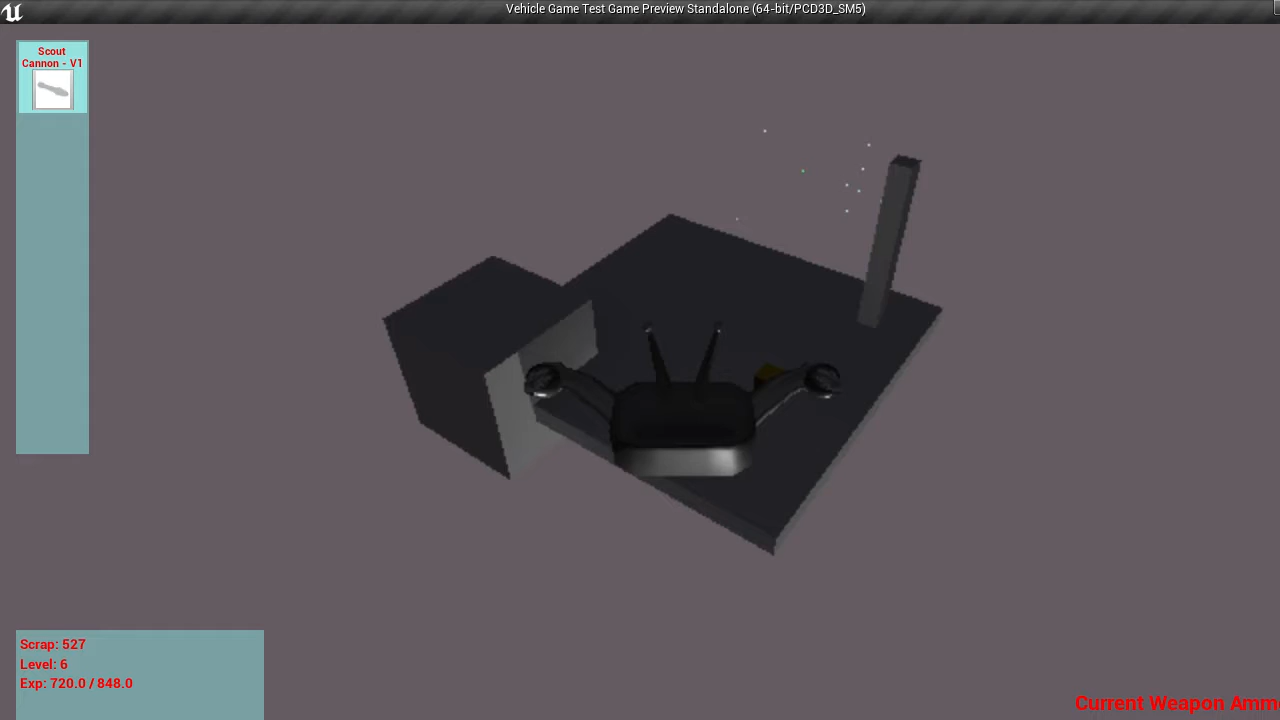 Vehicle Game Test Game Preview Standalone (64-bit/PCD3D_SM5)
Scout
Cannon - V1
Scrap: 527
Level: 6
Exp: 720.0 / 848.0
Current Weapon Amm